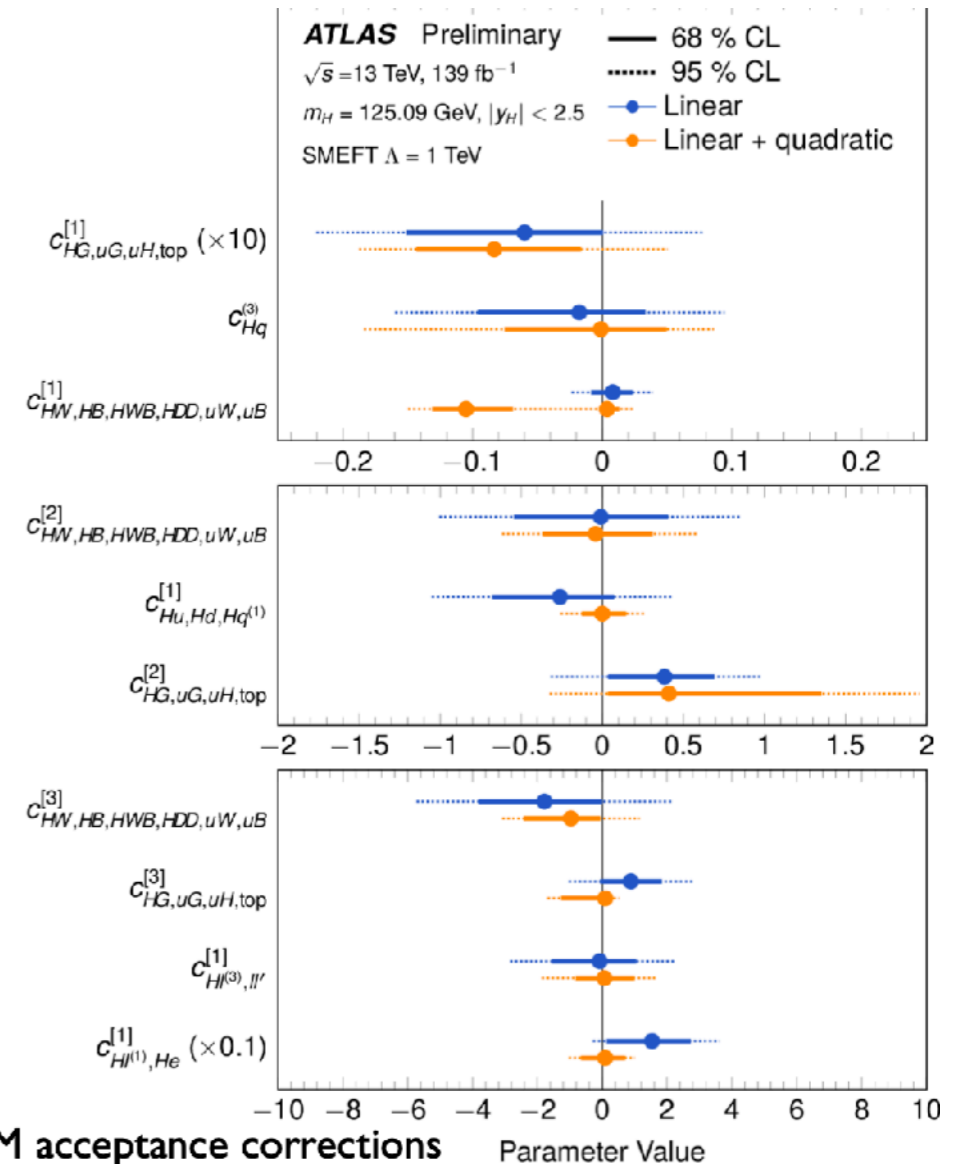 ATLAS Preliminary
√s =13 TeV, 139 fb⁻¹
m_H = 125.09 GeV, |y_H| < 2.5
SMEFT Λ = 1 TeV
68 % CL
95 % CL
Linear
Linear + quadratic
c^[1]_HG,uG,uH,top (×10)
c^(3)_Hq
c^[1]_HW,HB,HWB,HDD,uW,uB
−0.2 −0.1 0 0.1 0.2
c^[2]_HW,HB,HWB,HDD,uW,uB
c^[1]_Hu,Hd,Hq^(1)
c^[2]_HG,uG,uH,top
−2 −1.5 −1 −0.5 0 0.5 1 1.5 2
c^[3]_HW,HB,HWB,HDD,uW,uB
c^[3]_HG,uG,uH,top
c^[1]_Hl^(3),ll′
c^[1]_Hl^(1),He (×0.1)
−10 −8 −6 −4 −2 0 2 4 6 8 10
M acceptance corrections
Parameter Value